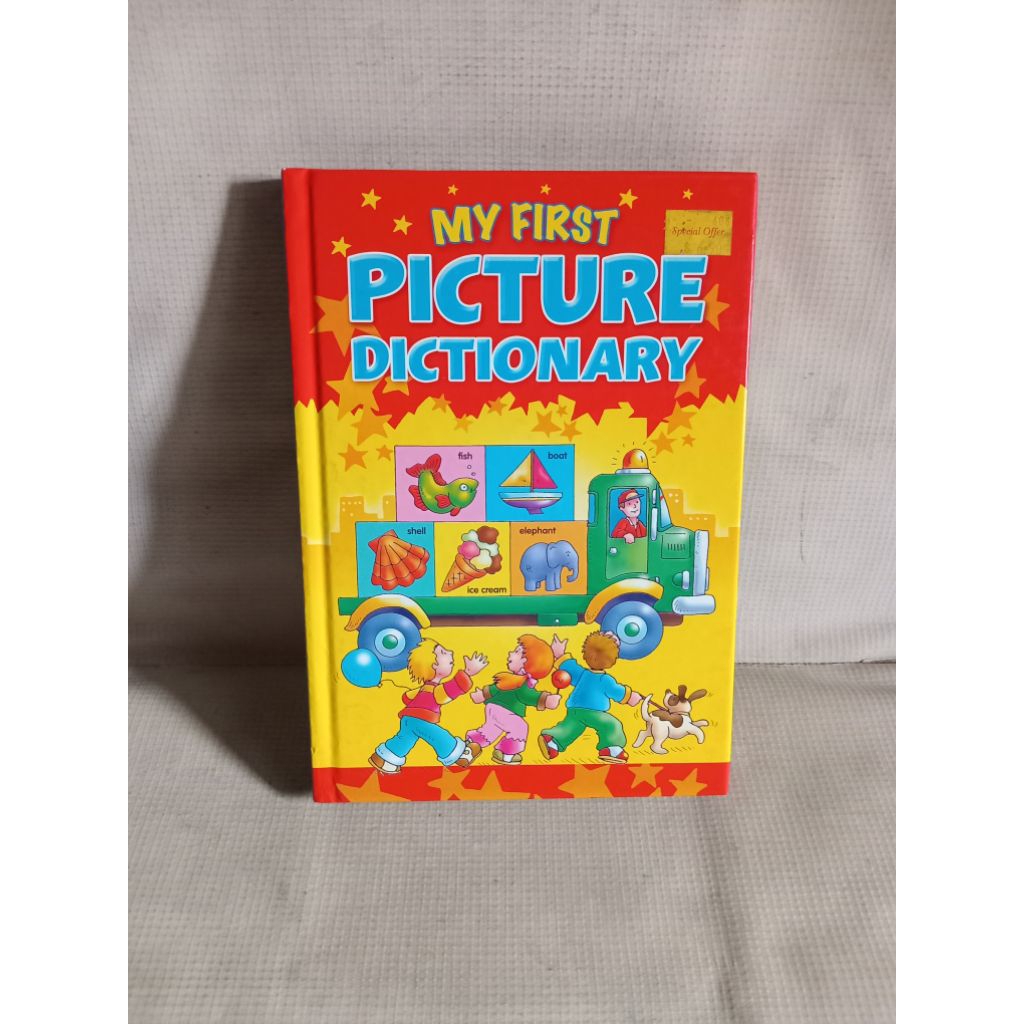 MY FIRST
Special Offer
PICTURE
DICTIONARY
fish
boat
shell
ice cream
elephant